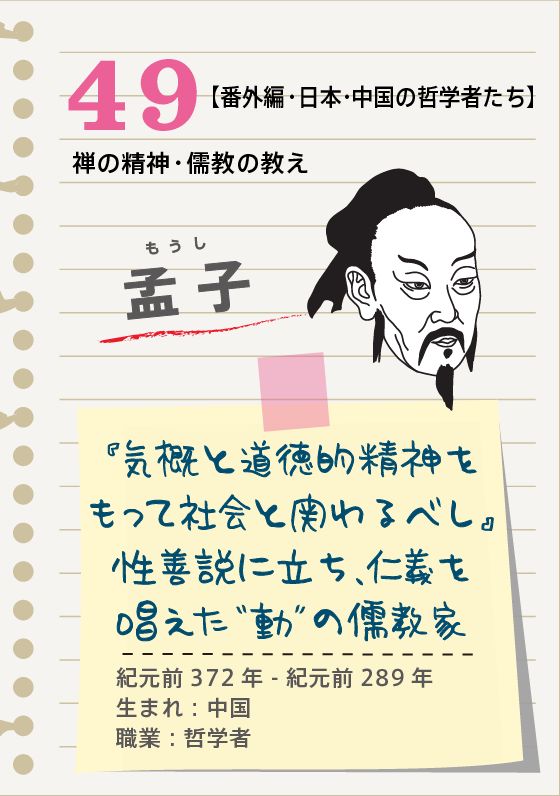 49【番外編・日本・中国の哲学者たち】
禅の精神・儒教の教え
もうし
孟子
『気概と道徳的精神を
もって社会と関わるべし』
性善説に立ち、仁義を
唱えた"動"の儒教家
紀元前 372 年 - 紀元前 289 年
生まれ：中国
職業：哲学者